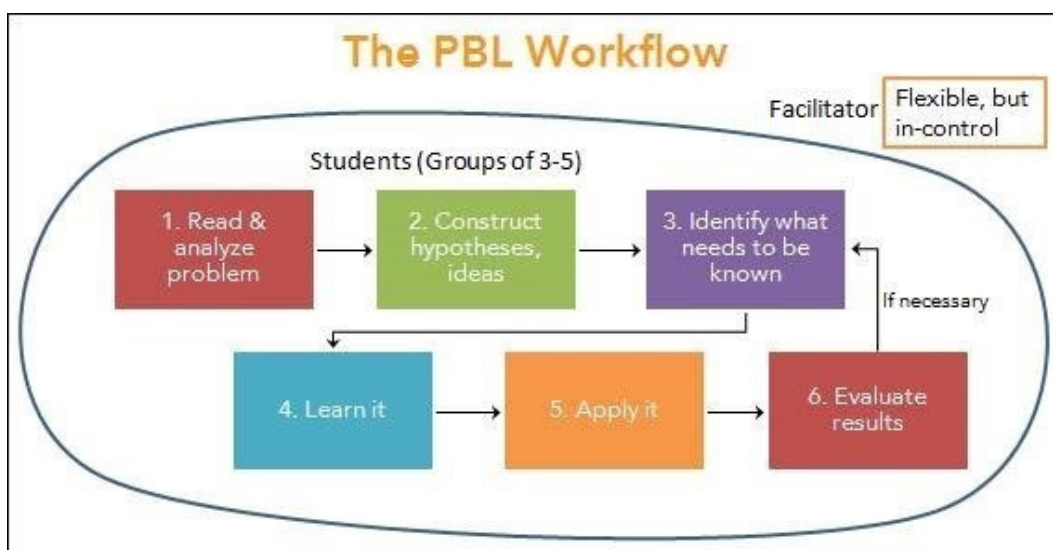 The PBL Workflow
Facilitator
Flexible, but
in-control
Students (Groups of 3-5)
1. Read &
analyze
problem
2. Construct
hypotheses,
ideas
3. Identify what
needs to be
known
If necessary
4. Learn it
5. Apply it
6. Evaluate
results